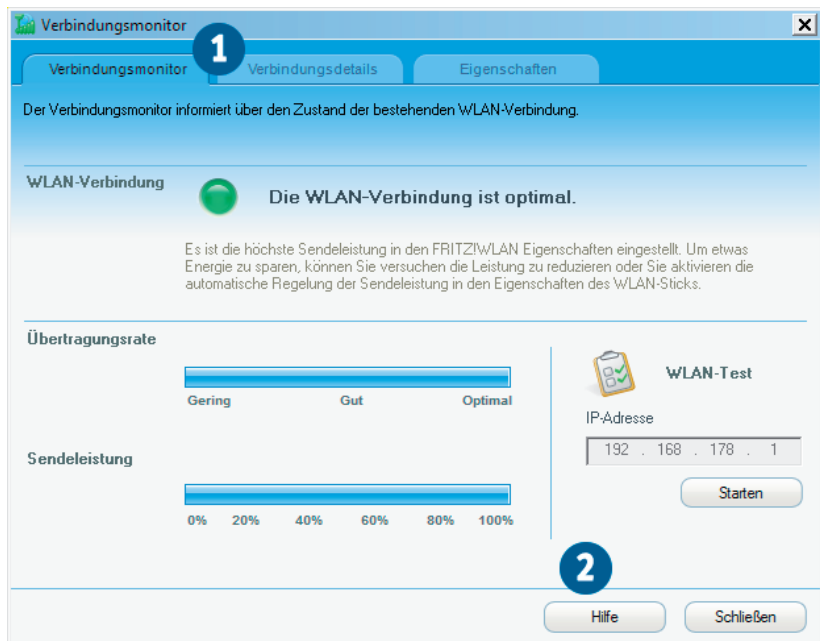 Verbindungsmonitor
1
Verbindungsmonitor Verbindungsdetails Eigenschaften
Der Verbindungsmonitor informiert über den Zustand der bestehenden WLAN-Verbindung.
WLAN-Verbindung
Die WLAN-Verbindung ist optimal.
Es ist die höchste Sendeleistung in den FRITZ!WLAN Eigenschaften eingestellt. Um etwas
Energie zu sparen, können Sie versuchen die Leistung zu reduzieren oder Sie aktivieren die
automatische Regelung der Sendeleistung in den Eigenschaften des WLAN-Sticks.
Übertragungsrate
Gering Gut Optimal
Sendeleistung
0% 20% 40% 60% 80% 100%
WLAN-Test
IP-Adresse
192 . 168 . 178 . 1
Starten
2
Hilfe Schließen